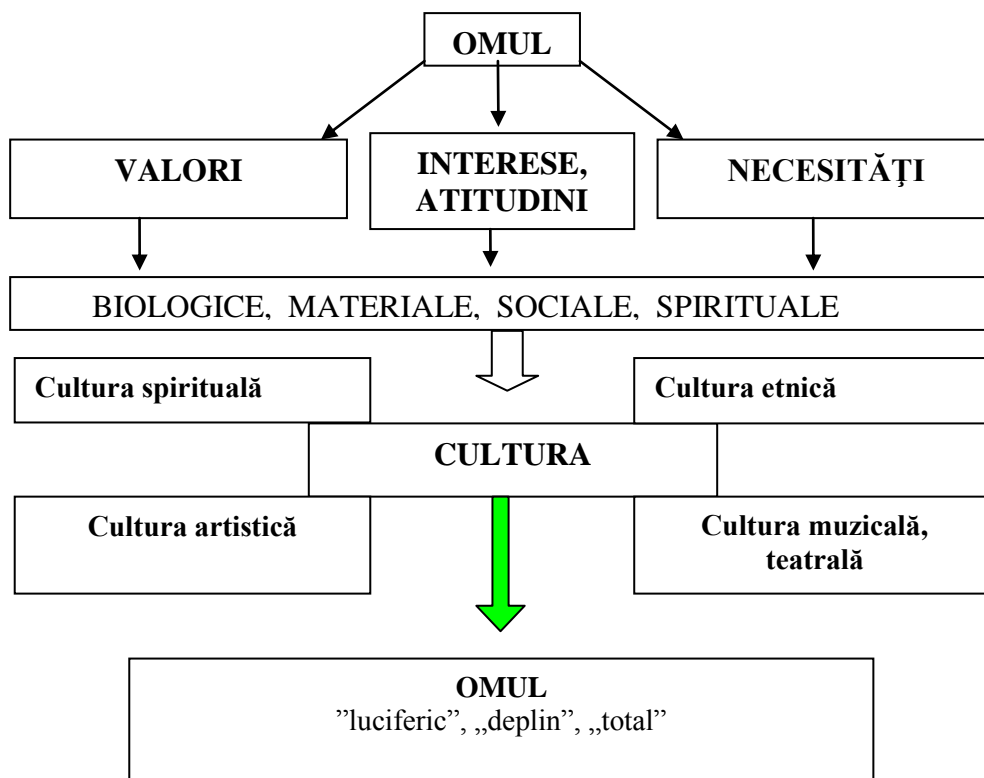 OMUL
VALORI
INTERESE,
ATITUDINI
NECESITĂŢI
BIOLOGICE, MATERIALE, SOCIALE, SPIRITUALE
Cultura spirituală
Cultura etnică
CULTURA
Cultura artistică
Cultura muzicală,
teatrală
OMUL
”luciferic”, „deplin”, „total”